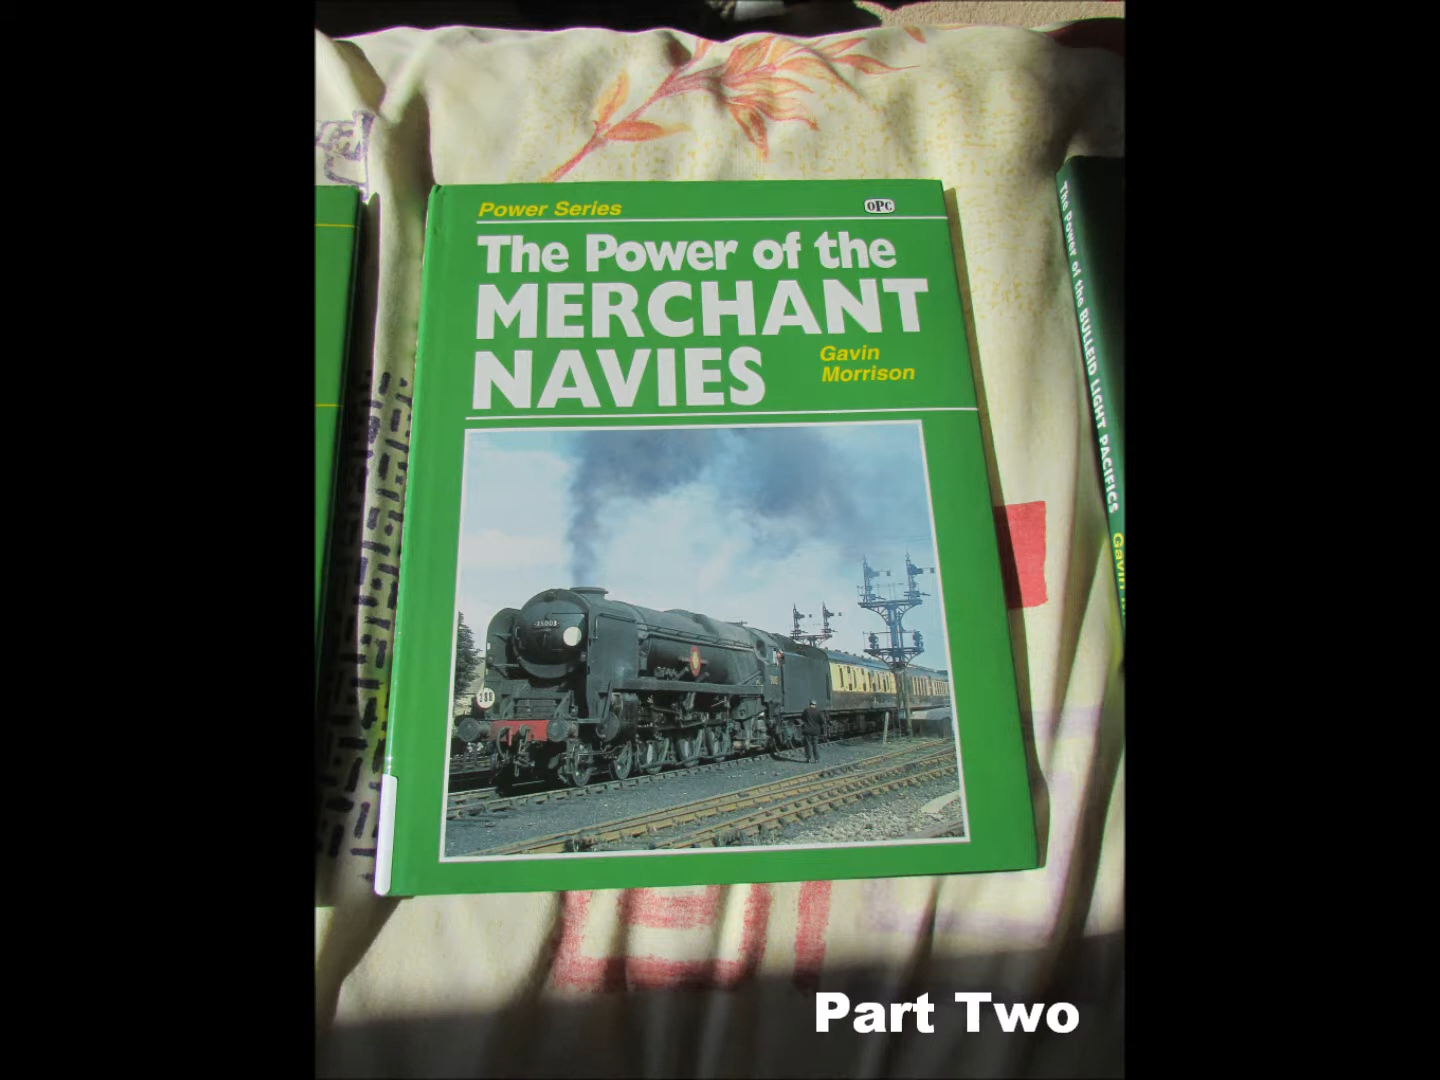 Power Series
OPC
The Power of the
MERCHANT
NAVIES
Gavin
Morrison
The Power of the BULLEID LIGHT PACIFICS
Gavin
Part Two